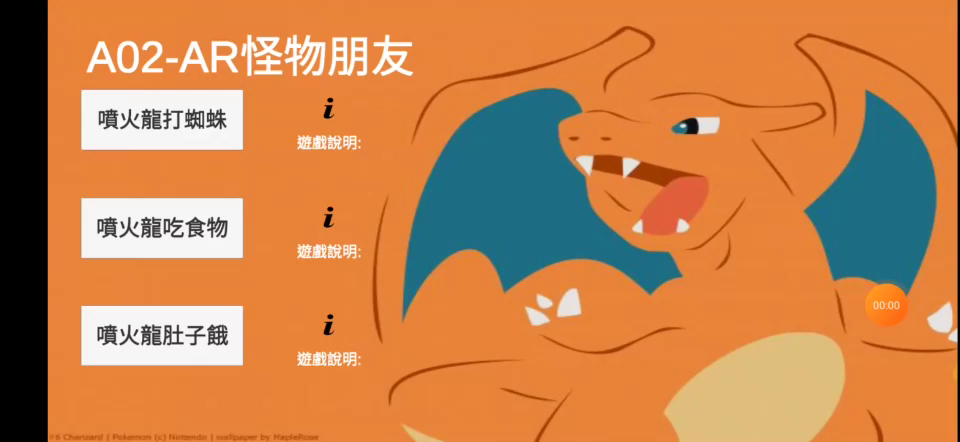 A02-AR怪物朋友
噴火龍打蜘蛛
i
遊戲說明:
噴火龍吃食物
i
遊戲說明:
00:00
噴火龍肚子餓
i
遊戲說明:
#6 Charizard | Pokemon (c) Nintendo | wallpaper by MapleRose